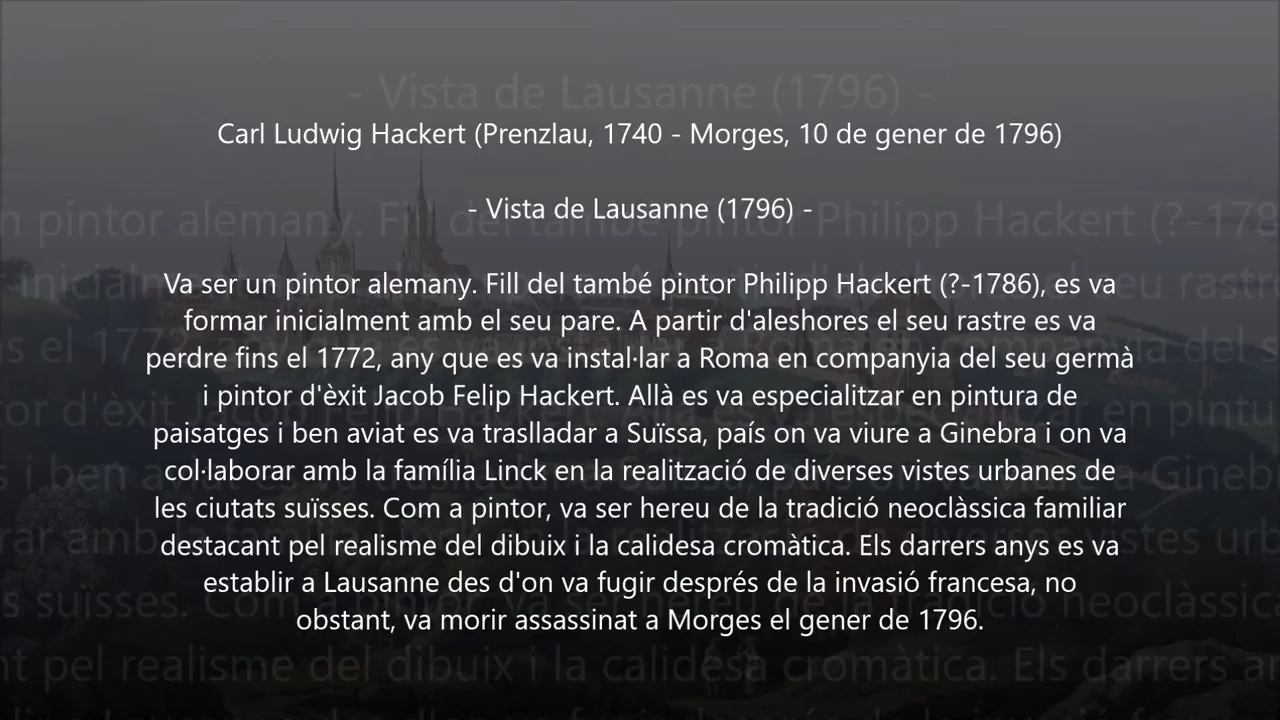 Carl Ludwig Hackert (Prenzlau, 1740 - Morges, 10 de gener de 1796)
- Vista de Lausanne (1796) -
Va ser un pintor alemany. Fill del també pintor Philipp Hackert (?-1786), es va
formar inicialment amb el seu pare. A partir d'aleshores el seu rastre es va
perdre fins el 1772, any que es va instal·lar a Roma en companyia del seu germà
i pintor d'èxit Jacob Felip Hackert. Allà es va especialitzar en pintura de
paisatges i ben aviat es va traslladar a Suïssa, país on va viure a Ginebra i on va
col·laborar amb la família Linck en la realització de diverses vistes urbanes de
les ciutats suïsses. Com a pintor, va ser hereu de la tradició neoclàssica familiar
destacant pel realisme del dibuix i la calidesa cromàtica. Els darrers anys es va
establir a Lausanne des d'on va fugir després de la invasió francesa, no
obstant, va morir assassinat a Morges el gener de 1796.